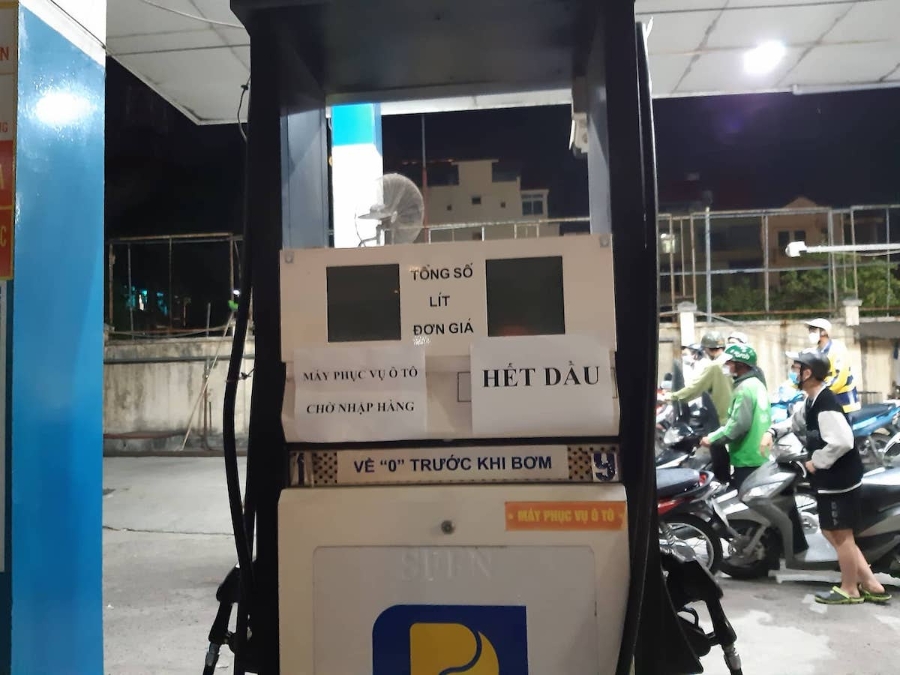 TỔNG SỐ
LÍT
ĐƠN GIÁ
MÁY PHỤC VỤ Ô TÔ
CHỜ NHẬP HÀNG
HẾT DẦU
VỀ “0” TRƯỚC KHI BƠM
MÁY PHỤC VỤ Ô TÔ